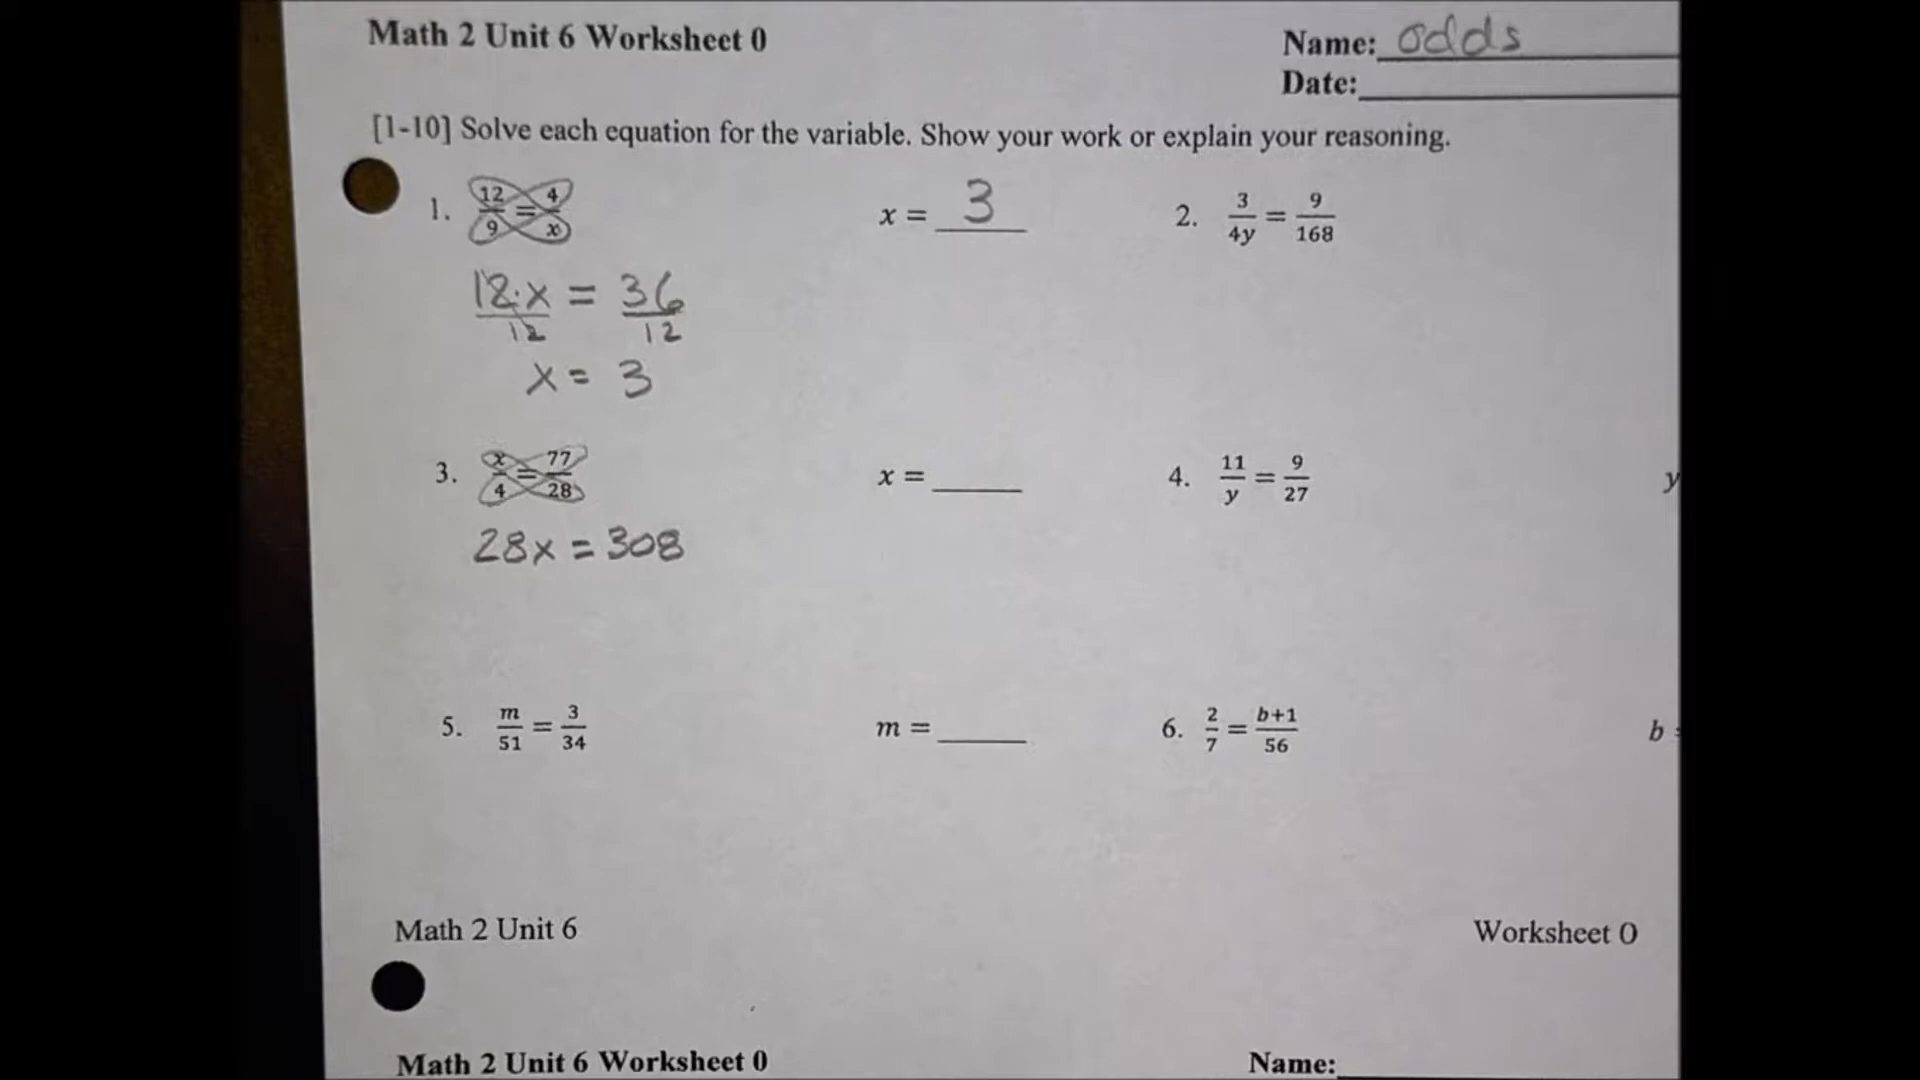 Math 2 Unit 6 Worksheet 0
Name: odds
Date:
[1-10] Solve each equation for the variable. Show your work or explain your reasoning.
1. 12/9 = 4/x
x = 3
2. 3/4y = 9/168
12·x = 36
12 12
x = 3
3. x/4 = 77/28
x =
4. 11/y = 9/27
y
28x = 308
5. m/51 = 3/34
m =
6. 2/7 = b+1/56
b =
Math 2 Unit 6
Worksheet 0
Math 2 Unit 6 Worksheet 0
Name: